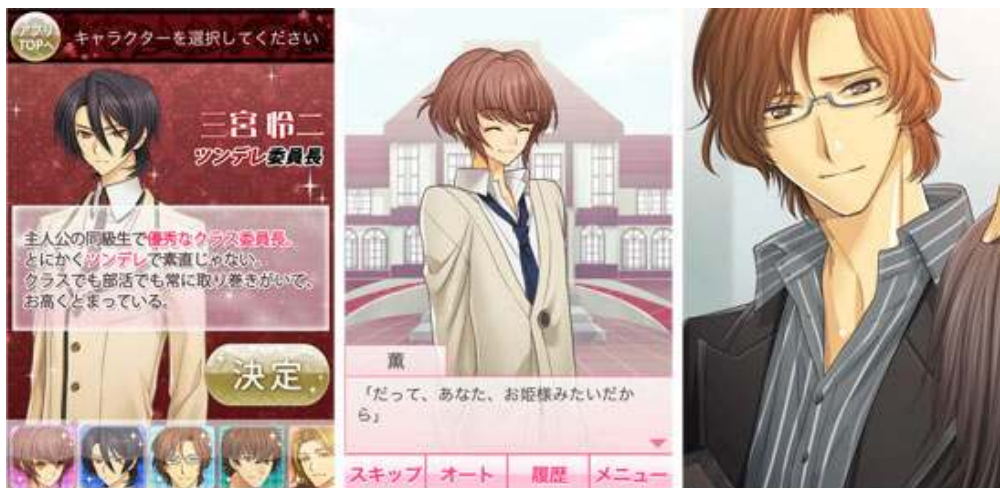 アプリ
TOPへ
キャラクターを選択してください
三宮 怜二
ツンデレ委員長
主人公の同級生で優秀なクラス委員長。
とにかくツンデレで素直じゃない。
クラスでも部活でも常に取り巻きがいて、
お高くとまっている。
決定
薫
「だって、あなた、お姫様みたいだか
ら」
スキップ
オート
履歴
メニュー